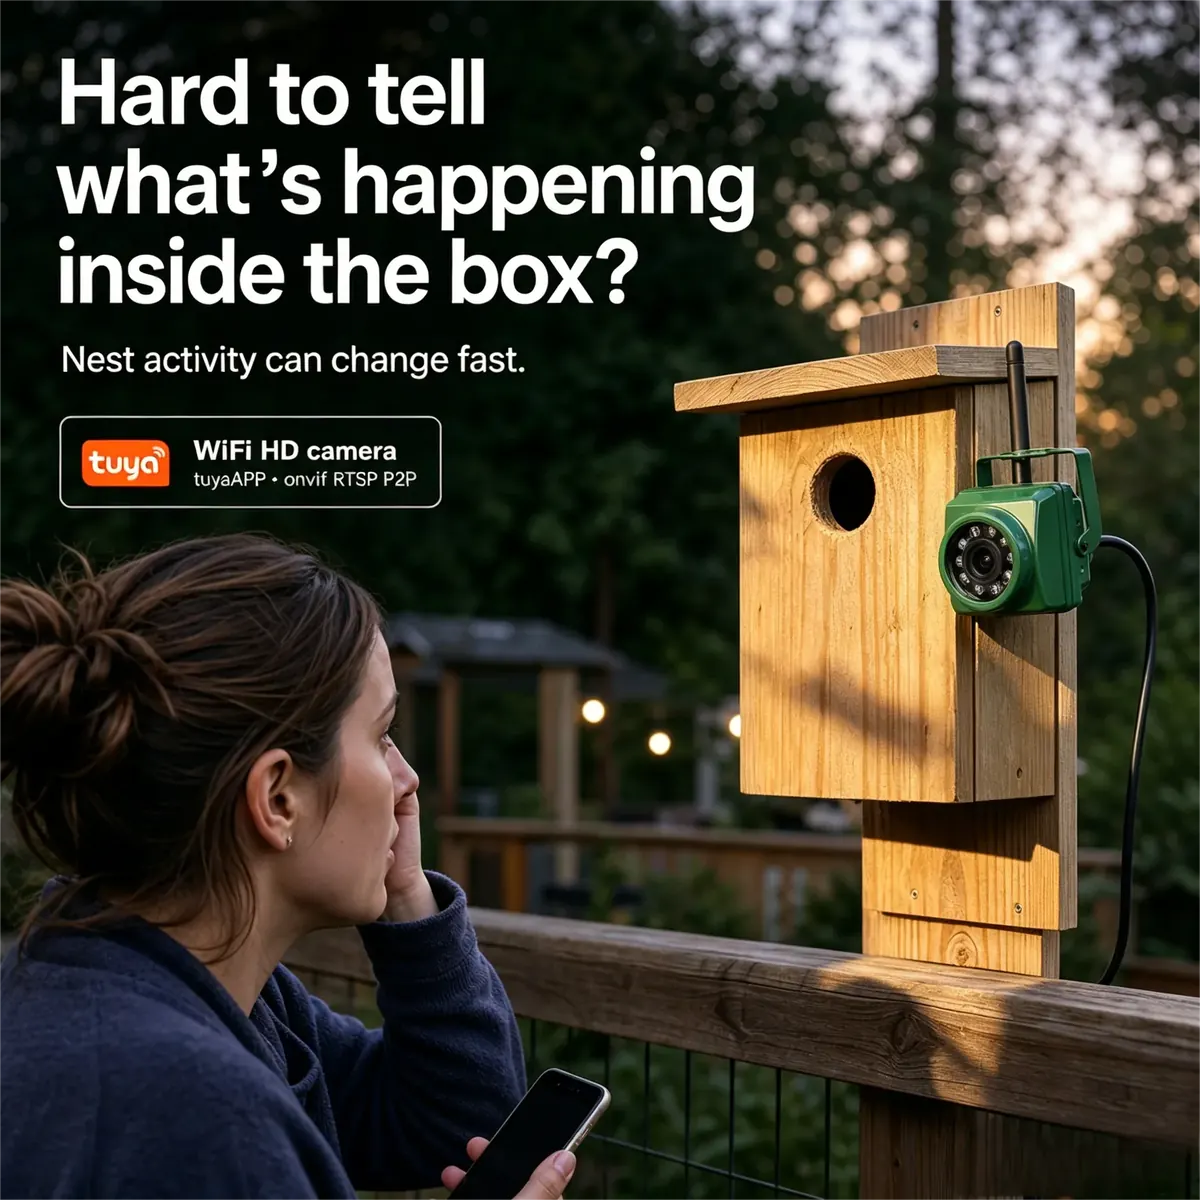 Hard to tell
what's happening
inside the box?
Nest activity can change fast.
tuya
WiFi HD camera
tuyaAPP • onvif RTSP P2P